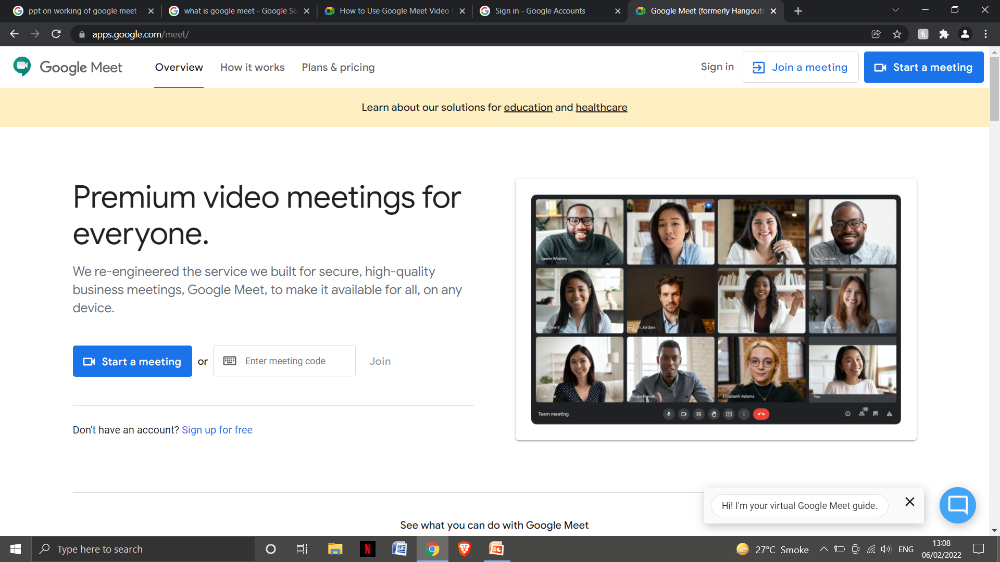 ppt on working of google meet -
what is google meet - Google Se
How to Use Google Meet Video
Sign in - Google Accounts
Google Meet (formerly Hangouts
apps.google.com/meet/
Google Meet
Overview
How it works
Plans & pricing
Sign in
Join a meeting
Start a meeting
Learn about our solutions for education and healthcare
Premium video meetings for
everyone.
We re-engineered the service we built for secure, high-quality
business meetings, Google Meet, to make it available for all, on any
device.
Start a meeting
or
Enter meeting code
Join
Don't have an account? Sign up for free
Jaxon Wooley
Lim
Joe Carlson
Oneill
Jordan
Kramer
Lee
Hugo Novak
Elizabeth Adams
You
Team meeting
12
Hi! I'm your virtual Google Meet guide.
See what you can do with Google Meet
Type here to search
27°C Smoke
ENG
13:08
06/02/2022